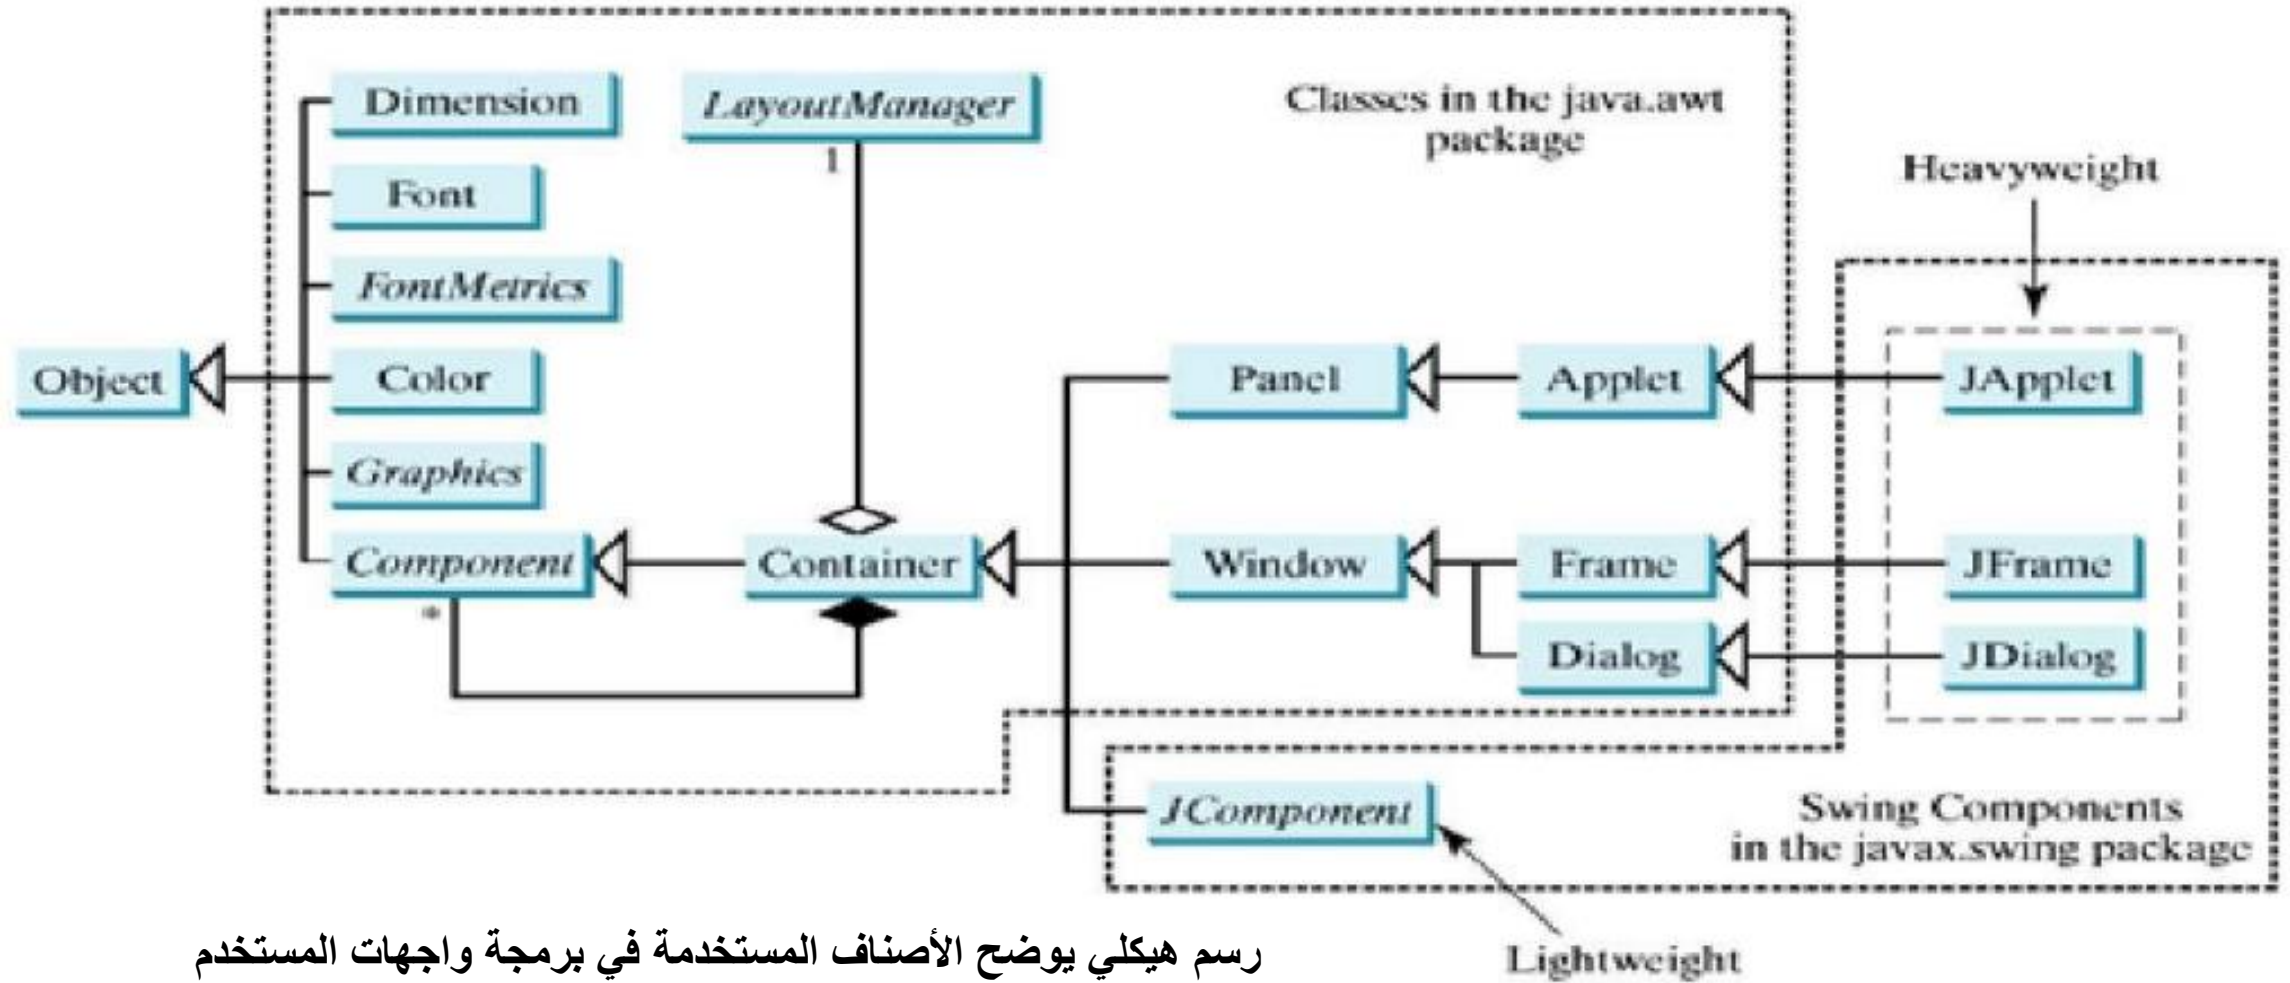 Dimension
LayoutManager
Classes in the java.awt
package
1
Heavyweight
Font
FontMetrics
Object
Color
Panel
Applet
JApplet
Graphics
Component
Container
Window
Frame
JFrame
*
Dialog
JDialog
JComponent
Swing Components
in the javax.swing package
Lightweight
رسم هيكلي يوضح الأصناف المستخدمة في برمجة واجهات المستخدم